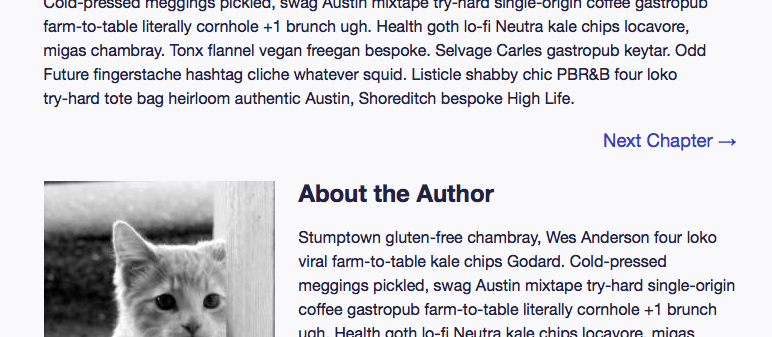 Cold-pressed meggings pickled, swag Austin mixtape try-hard single-origin coffee gastropub
farm-to-table literally cornhole +1 brunch ugh. Health goth lo-fi Neutra kale chips locavore,
migas chambray. Tonx flannel vegan freegan bespoke. Selvage Carles gastropub keytar. Odd
Future fingerstache hashtag cliche whatever squid. Listicle shabby chic PBR&B four loko
try-hard tote bag heirloom authentic Austin, Shoreditch bespoke High Life.
Next Chapter →
About the Author
Stumptown gluten-free chambray, Wes Anderson four loko
viral farm-to-table kale chips Godard. Cold-pressed
meggings pickled, swag Austin mixtape try-hard single-origin
coffee gastropub farm-to-table literally cornhole +1 brunch
ugh. Health goth lo-fi Neutra kale chips locavore, migas